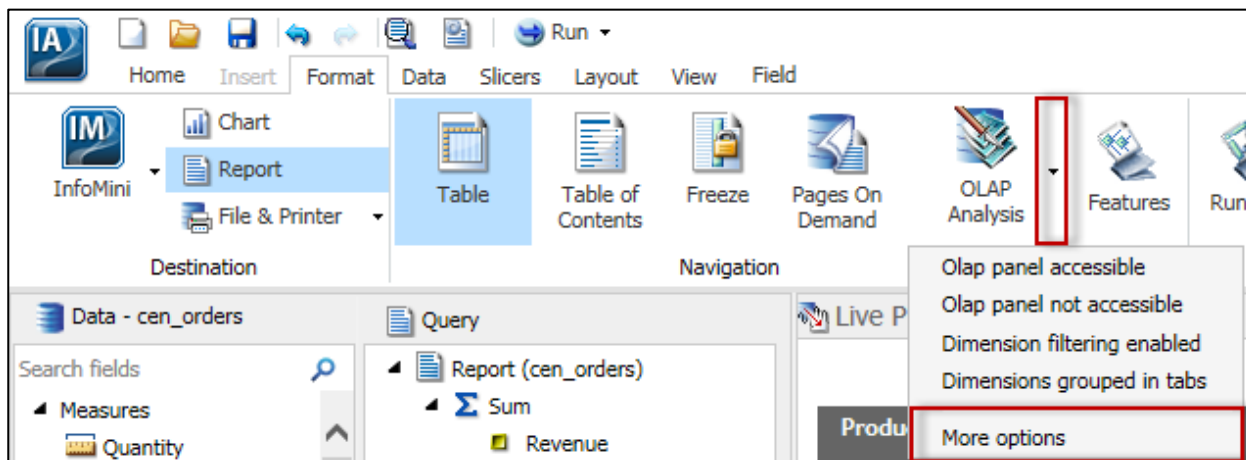 IA
Run
Home Insert Format Data Slicers Layout View Field
IM
InfoMini
Chart
Report
File & Printer
Destination
Table
Table of
Contents
Freeze
Pages On
Demand
OLAP
Analysis
Features
Run
Navigation
Olap panel accessible
Olap panel not accessible
Dimension filtering enabled
Dimensions grouped in tabs
More options
Data - cen_orders
Search fields
Measures
Quantity
Query
Report (cen_orders)
Sum
Revenue
Live P
Produ